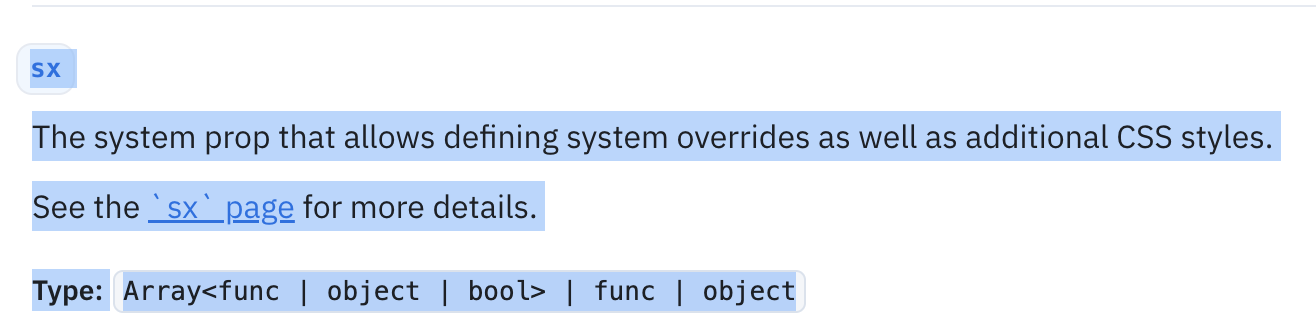 sx
The system prop that allows defining system overrides as well as additional CSS styles.
See the `sx` page for more details.
Type: Array<func | object | bool> | func | object